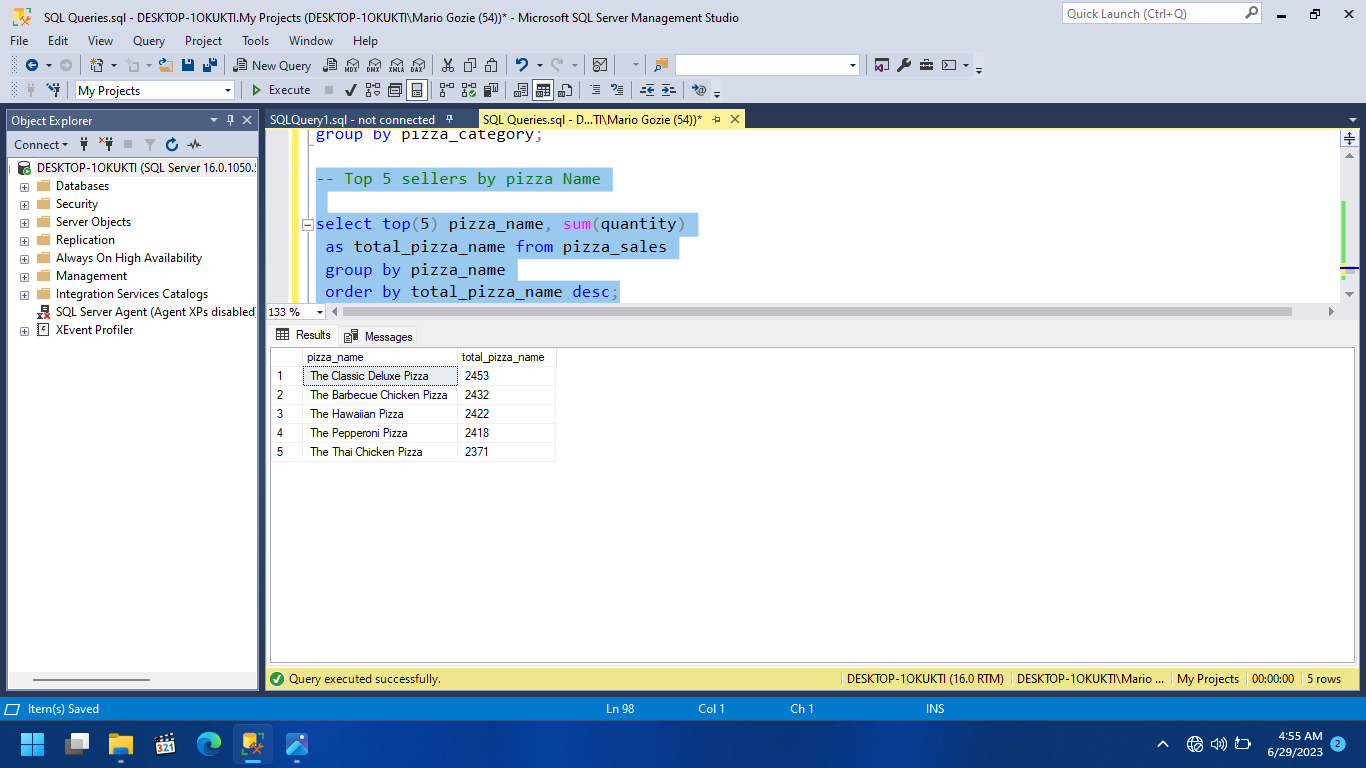 SQL Queries.sql - DESKTOP-1OKUKTI.My Projects (DESKTOP-1OKUKTI\Mario Gozie (54))* - Microsoft SQL Server Management Studio
Quick Launch (Ctrl+Q)
File Edit View Query Project Tools Window Help
New Query MDX DMX XMLA DAX
My Projects Execute
Object Explorer
SQLQuery1.sql - not connected
SQL Queries.sql - D...TI\Mario Gozie (54))*
Connect
DESKTOP-1OKUKTI (SQL Server 16.0.1050.5
Databases
Security
Server Objects
Replication
Always On High Availability
Management
Integration Services Catalogs
SQL Server Agent (Agent XPs disabled
XEvent Profiler
group by pizza_category;
-- Top 5 sellers by pizza Name
select top(5) pizza_name, sum(quantity)
as total_pizza_name from pizza_sales
group by pizza_name
order by total_pizza_name desc;
133 %
Results Messages
pizza_name total_pizza_name
1 The Classic Deluxe Pizza 2453
2 The Barbecue Chicken Pizza 2432
3 The Hawaiian Pizza 2422
4 The Pepperoni Pizza 2418
5 The Thai Chicken Pizza 2371
Query executed successfully.
DESKTOP-1OKUKTI (16.0 RTM) DESKTOP-1OKUKTI\Mario ... My Projects 00:00:00 5 rows
Item(s) Saved Ln 98 Col 1 Ch 1 INS
321
4:55 AM
6/29/2023
2